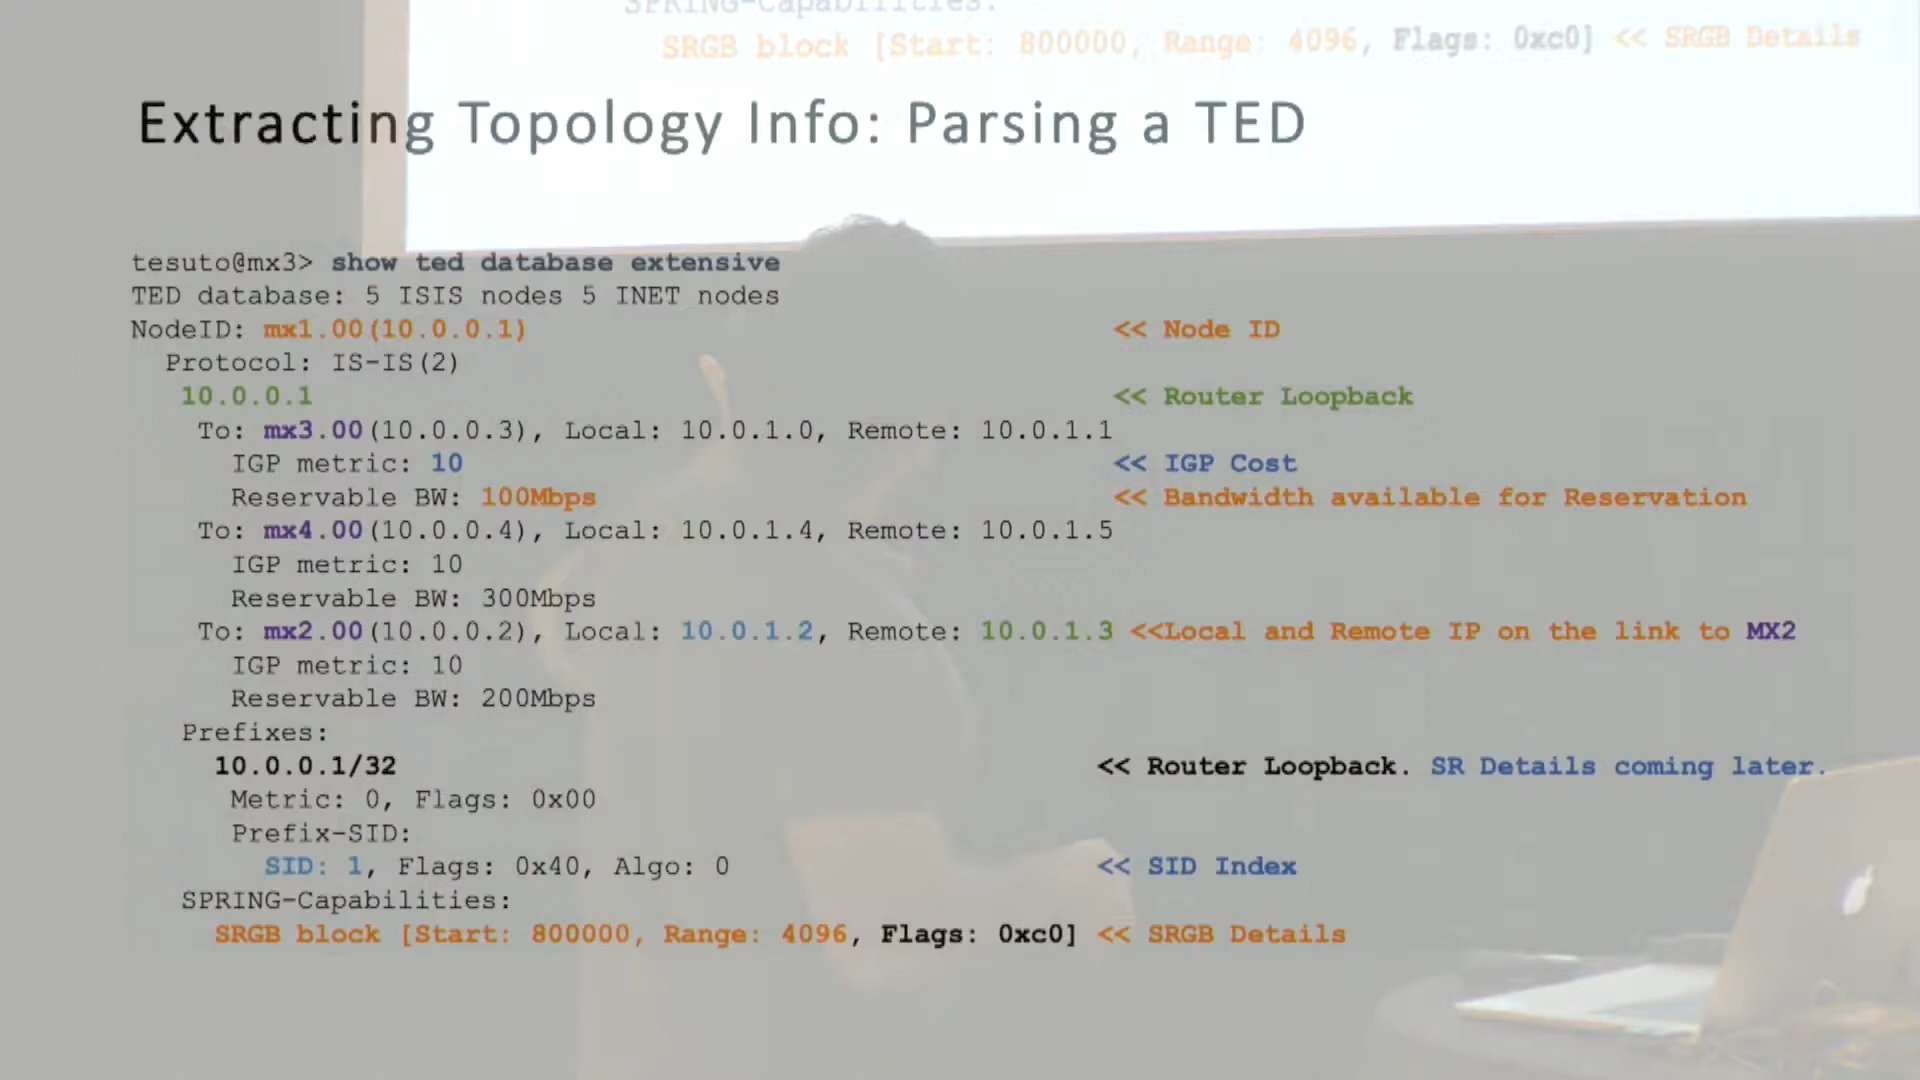 SPRING-Capabilities:
SRGB block [Start: 800000, Range: 4096, Flags: 0xc0] << SRGB Details
Extracting Topology Info: Parsing a TED
tesuto@mx3> show ted database extensive
TED database: 5 ISIS nodes 5 INET nodes
NodeID: mx1.00(10.0.0.1) << Node ID
Protocol: IS-IS(2)
10.0.0.1 << Router Loopback
To: mx3.00(10.0.0.3), Local: 10.0.1.0, Remote: 10.0.1.1
IGP metric: 10 << IGP Cost
Reservable BW: 100Mbps << Bandwidth available for Reservation
To: mx4.00(10.0.0.4), Local: 10.0.1.4, Remote: 10.0.1.5
IGP metric: 10
Reservable BW: 300Mbps
To: mx2.00(10.0.0.2), Local: 10.0.1.2, Remote: 10.0.1.3 <<Local and Remote IP on the link to MX2
IGP metric: 10
Reservable BW: 200Mbps
Prefixes:
10.0.0.1/32 << Router Loopback. SR Details coming later.
Metric: 0, Flags: 0x00
Prefix-SID:
SID: 1, Flags: 0x40, Algo: 0 << SID Index
SPRING-Capabilities:
SRGB block [Start: 800000, Range: 4096, Flags: 0xc0] << SRGB Details